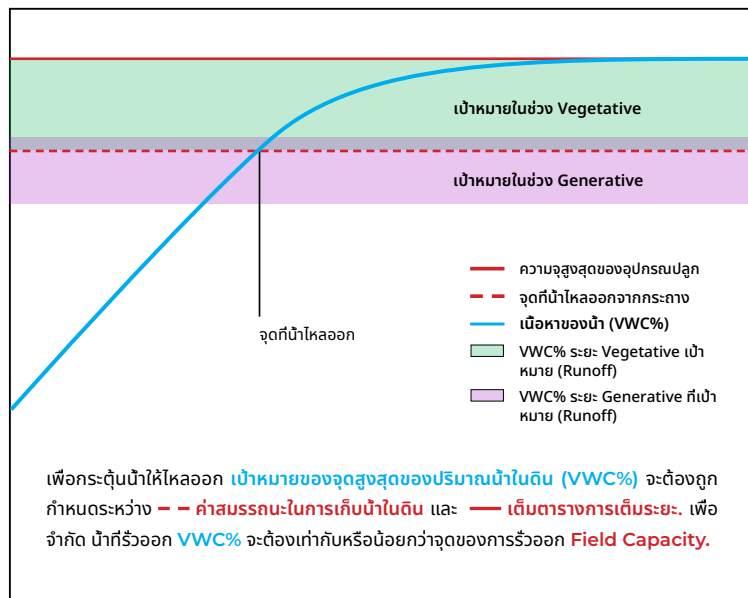 เป้าหมายในช่วง Vegetative
เป้าหมายในช่วง Generative
ความจุสูงสุดของอุปกรณปลูก
จุดที่น้ำไหลออกจากกระถาง
เนื้อหาของน้ำ (VWC%)
VWC% ระยะ Vegetative เป้า
หมาย (Runoff)
VWC% ระยะ Generative ที่เป้า
หมาย (Runoff)
จุดที่น้ำไหลออก
เพื่อกระตุ้นน้ำให้ไหลออก เป้าหมายของจุดสูงสุดของปริมาณน้ำในดิน (VWC%) จะต้องถูก
กำหนดระหว่าง ค่าสมรรถนะในการเก็บน้ำในดิน และ เต็มตารางการเต็มระยะ. เพื่อ
จำกัด น้ำที่รั่วออก VWC% จะต้องเท่ากับหรือน้อยกว่าจุดของการรั่วออก Field Capacity.